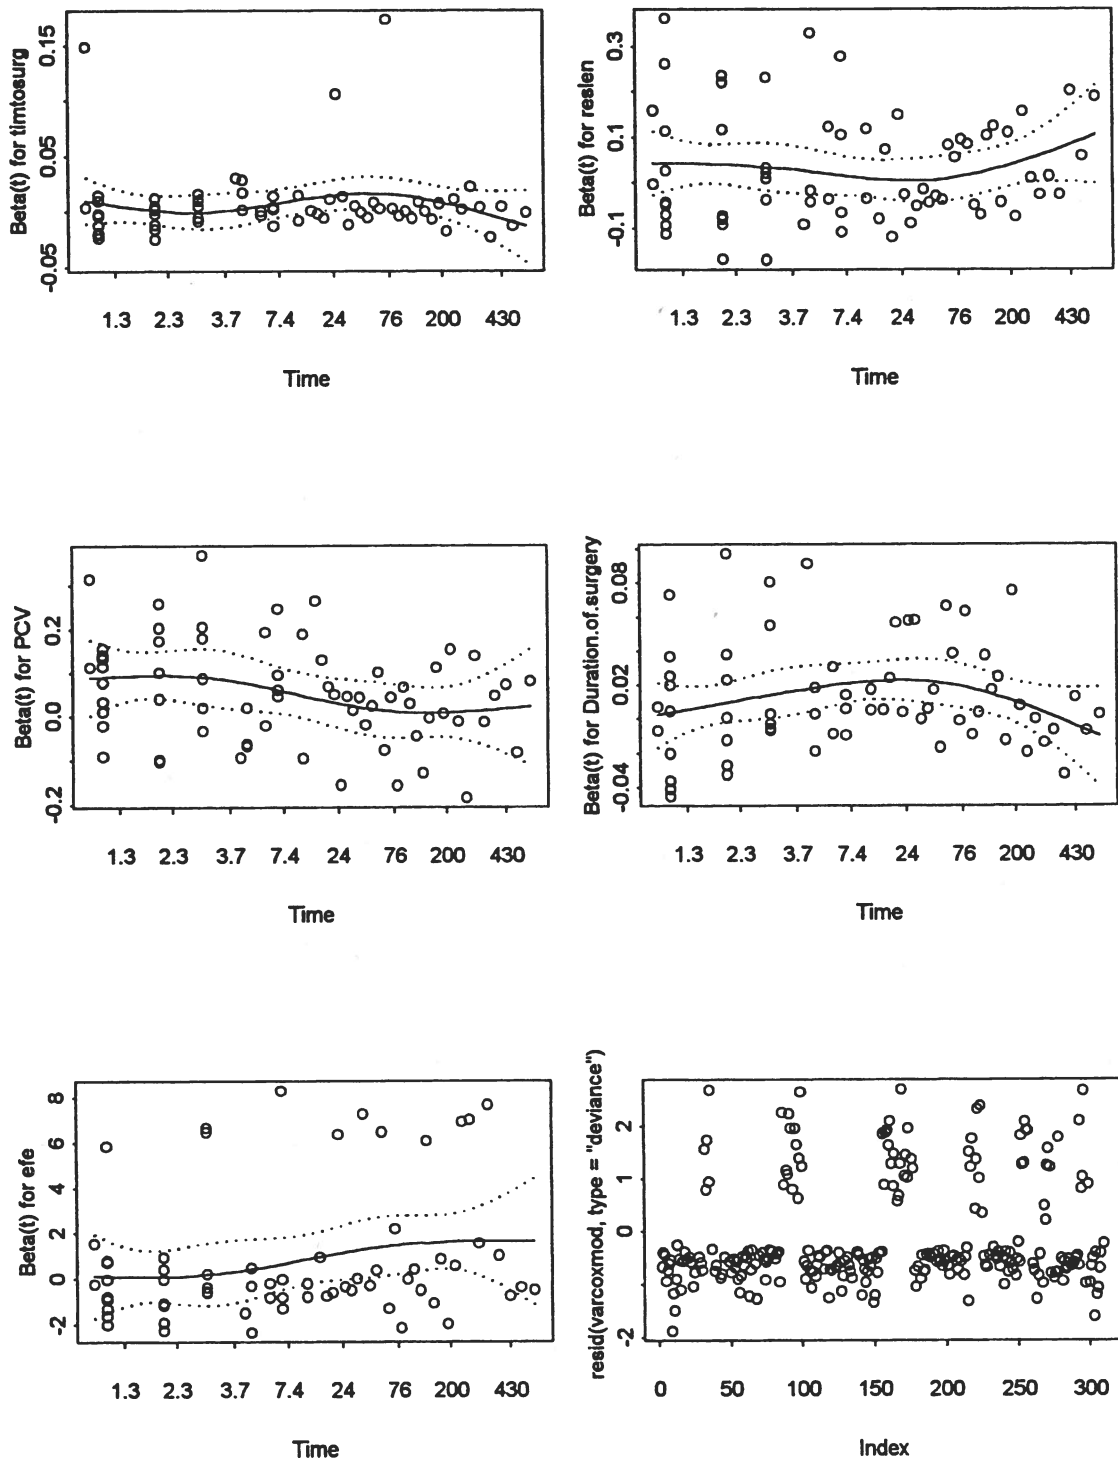 Beta(t) for timtosurg
0.15
0.05
-0.05
1.3 2.3 3.7 7.4 24 76 200 430
Time
Beta(t) for reslen
0.3
0.1
-0.1
1.3 2.3 3.7 7.4 24 76 200 430
Time
Beta(t) for PCV
0.2
0.0
-0.2
1.3 2.3 3.7 7.4 24 76 200 430
Time
Beta(t) for Duration.of.surgery
0.08
0.02
-0.04
1.3 2.3 3.7 7.4 24 76 200 430
Time
Beta(t) for efe
8
6
4
2
0
-2
1.3 2.3 3.7 7.4 24 76 200 430
Time
resid(varcoxmod, type = "deviance")
2
1
0
-2
0 50 100 150 200 250 300
Index